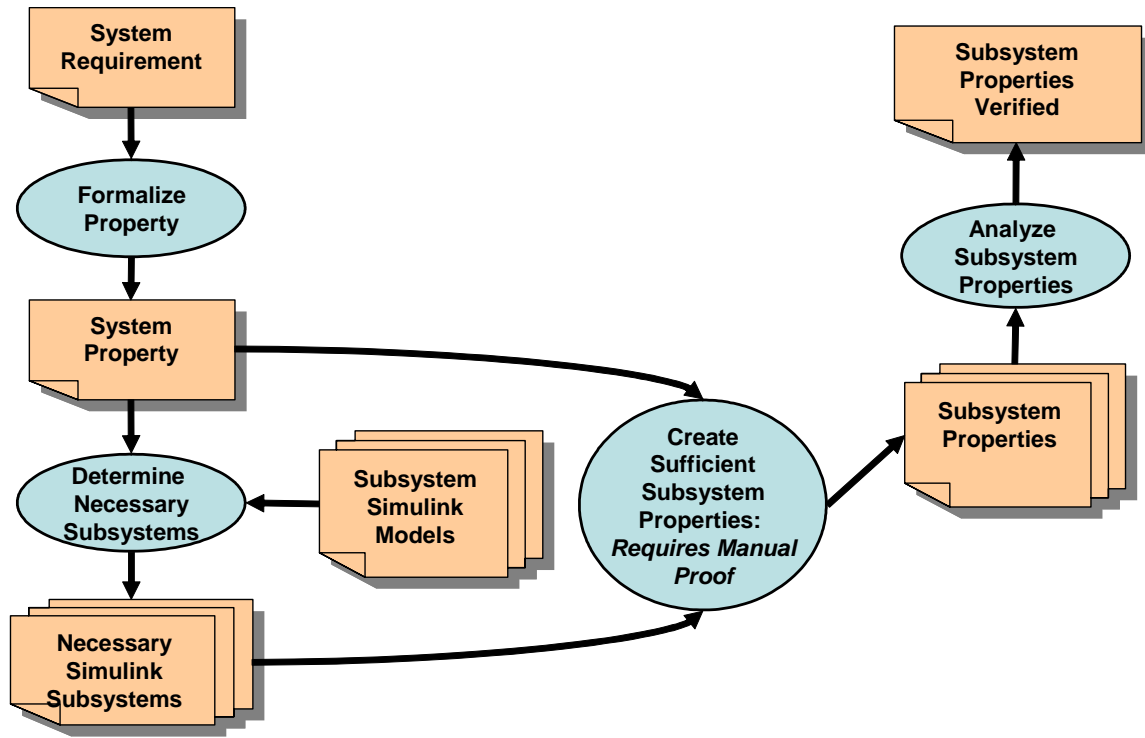 System
Requirement
Formalize
Property
System
Property
Determine
Necessary
Subsystems
Subsystem
Simulink
Models
Necessary
Simulink
Subsystems
Create
Sufficient
Subsystem
Properties:
Requires Manual
Proof
Subsystem
Properties
Analyze
Subsystem
Properties
Subsystem
Properties
Verified